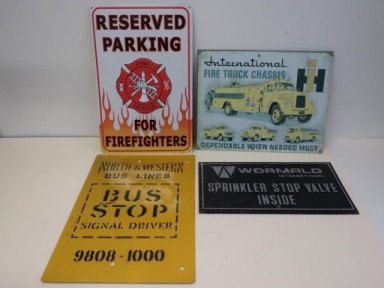 RESERVED
PARKING
FOR
FIREFIGHTERS
International
FIRE TRUCK CHASSIS
IH
DEPENDABLE WHEN NEEDED MOST
NORTH & WESTERN
BUS LINES
BUS
STOP
SIGNAL DRIVER
9808-1000
WORMALD
INTERNATIONAL
SPRINKLER STOP VALVE
INSIDE